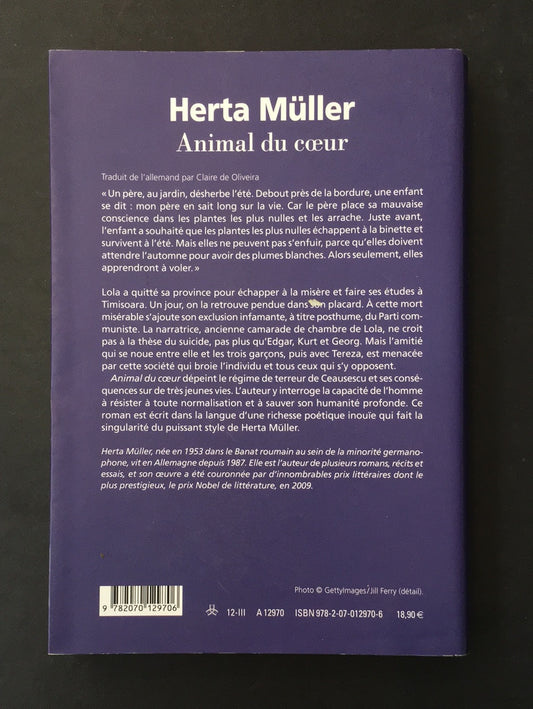 Herta Müller
Animal du cœur
Traduit de l'allemand par Claire de Oliveira
« Un père, au jardin, désherbe l'été. Debout près de la bordure, une enfant
se dit : mon père en sait long sur la vie. Car le père place sa mauvaise
conscience dans les plantes les plus nulles et les arrache. Juste avant,
l'enfant a souhaité que les plantes les plus nulles échappent à la binette et
survivent à l'été. Mais elles ne peuvent pas s'enfuir, parce qu'elles doivent
attendre l'automne pour avoir des plumes blanches. Alors seulement, elles
apprendront à voler. »
Lola a quitté sa province pour échapper à la misère et faire ses études à
Timisoara. Un jour, on la retrouve pendue dans son placard. À cette mort
misérable s'ajoute son exclusion infamante, à titre posthume, du Parti com-
muniste. La narratrice, ancienne camarade de chambre de Lola, ne croit
pas à la thèse du suicide, pas plus qu'Edgar, Kurt et Georg. Mais l'amitié
qui se noue entre elle et les trois garçons, puis avec Tereza, est menacée
par cette société qui broie l'individu et tous ceux qui s'y opposent.
Animal du cœur dépeint le régime de terreur de Ceausescu et ses consé-
quences sur de très jeunes vies. L'auteur y interroge la capacité de l'homme
à résister à toute normalisation et à sauver son humanité profonde. Ce
roman est écrit dans la langue d'une richesse poétique inouïe qui fait la
singularité du puissant style de Herta Müller.
Herta Müller, née en 1953 dans le Banat roumain au sein de la minorité germano-
phone, vit en Allemagne depuis 1987. Elle est l'auteur de plusieurs romans, récits et
essais, et son œuvre a été couronnée par d'innombrables prix littéraires dont le
plus prestigieux, le prix Nobel de littérature, en 2009.
Photo © GettyImages/Jill Ferry (détail).
9 782070 129706
12-III A 12970 ISBN 978-2-07-012970-6 18,90 €